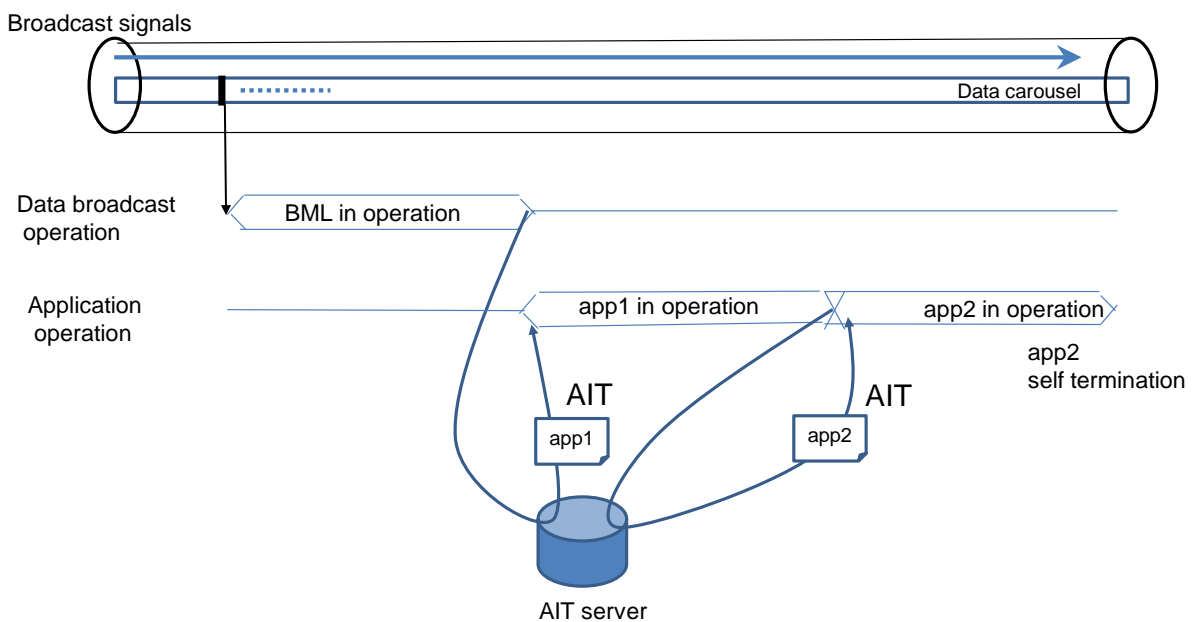 Broadcast signals
Data carousel
Data broadcast
operation
BML in operation
Application
operation
app1 in operation
app2 in operation
app2
self termination
AIT
app1
AIT
app2
AIT server